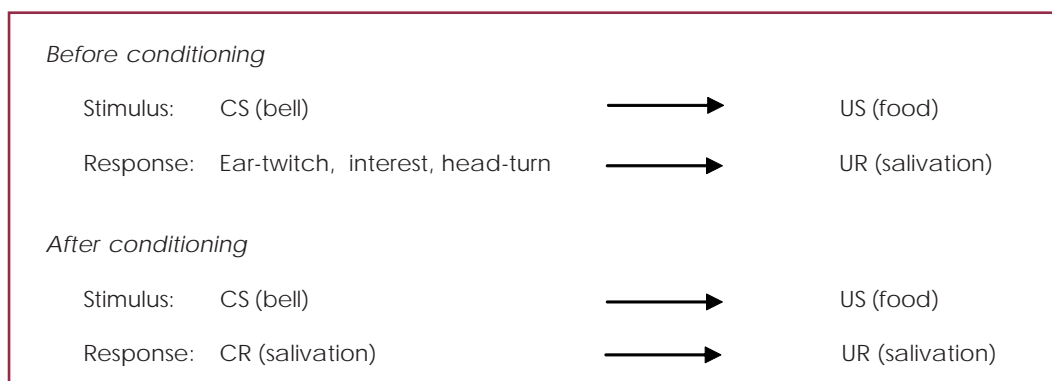 Before conditioning
Stimulus: CS (bell) US (food)
Response: Ear-twitch, interest, head-turn UR (salivation)
After conditioning
Stimulus: CS (bell) US (food)
Response: CR (salivation) UR (salivation)